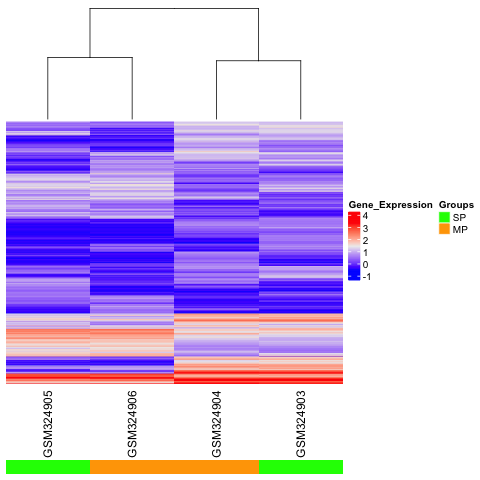 Gene_Expression
4
3
2
1
0
-1
Groups
SP
MP
GSM324905
GSM324906
GSM324904
GSM324903